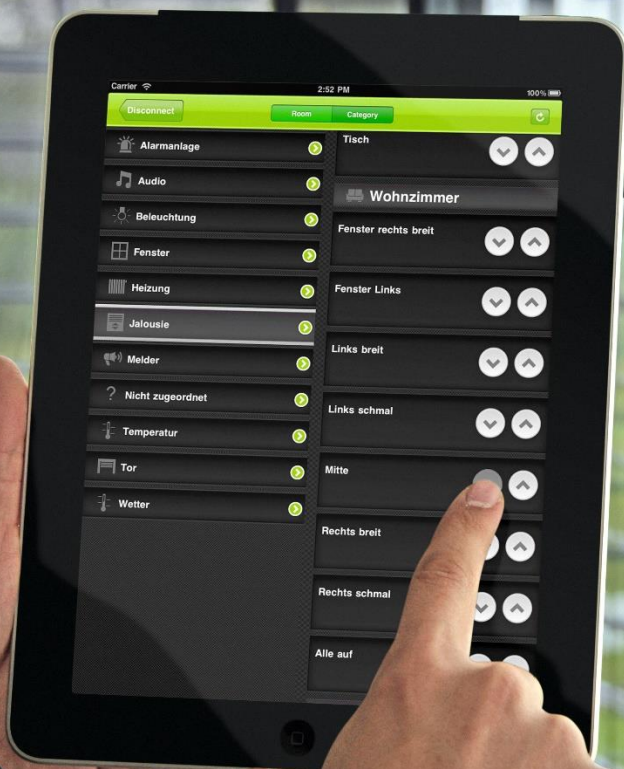 Carrier
2:52 PM
100%
Disconnect
Room
Category
Alarmanlage
Audio
Beleuchtung
Fenster
Heizung
Jalousie
Melder
? Nicht zugeordnet
Temperatur
Tor
Wetter
Tisch
Wohnzimmer
Fenster rechts breit
Fenster Links
Links breit
Links schmal
Mitte
Rechts breit
Rechts schmal
Alle auf